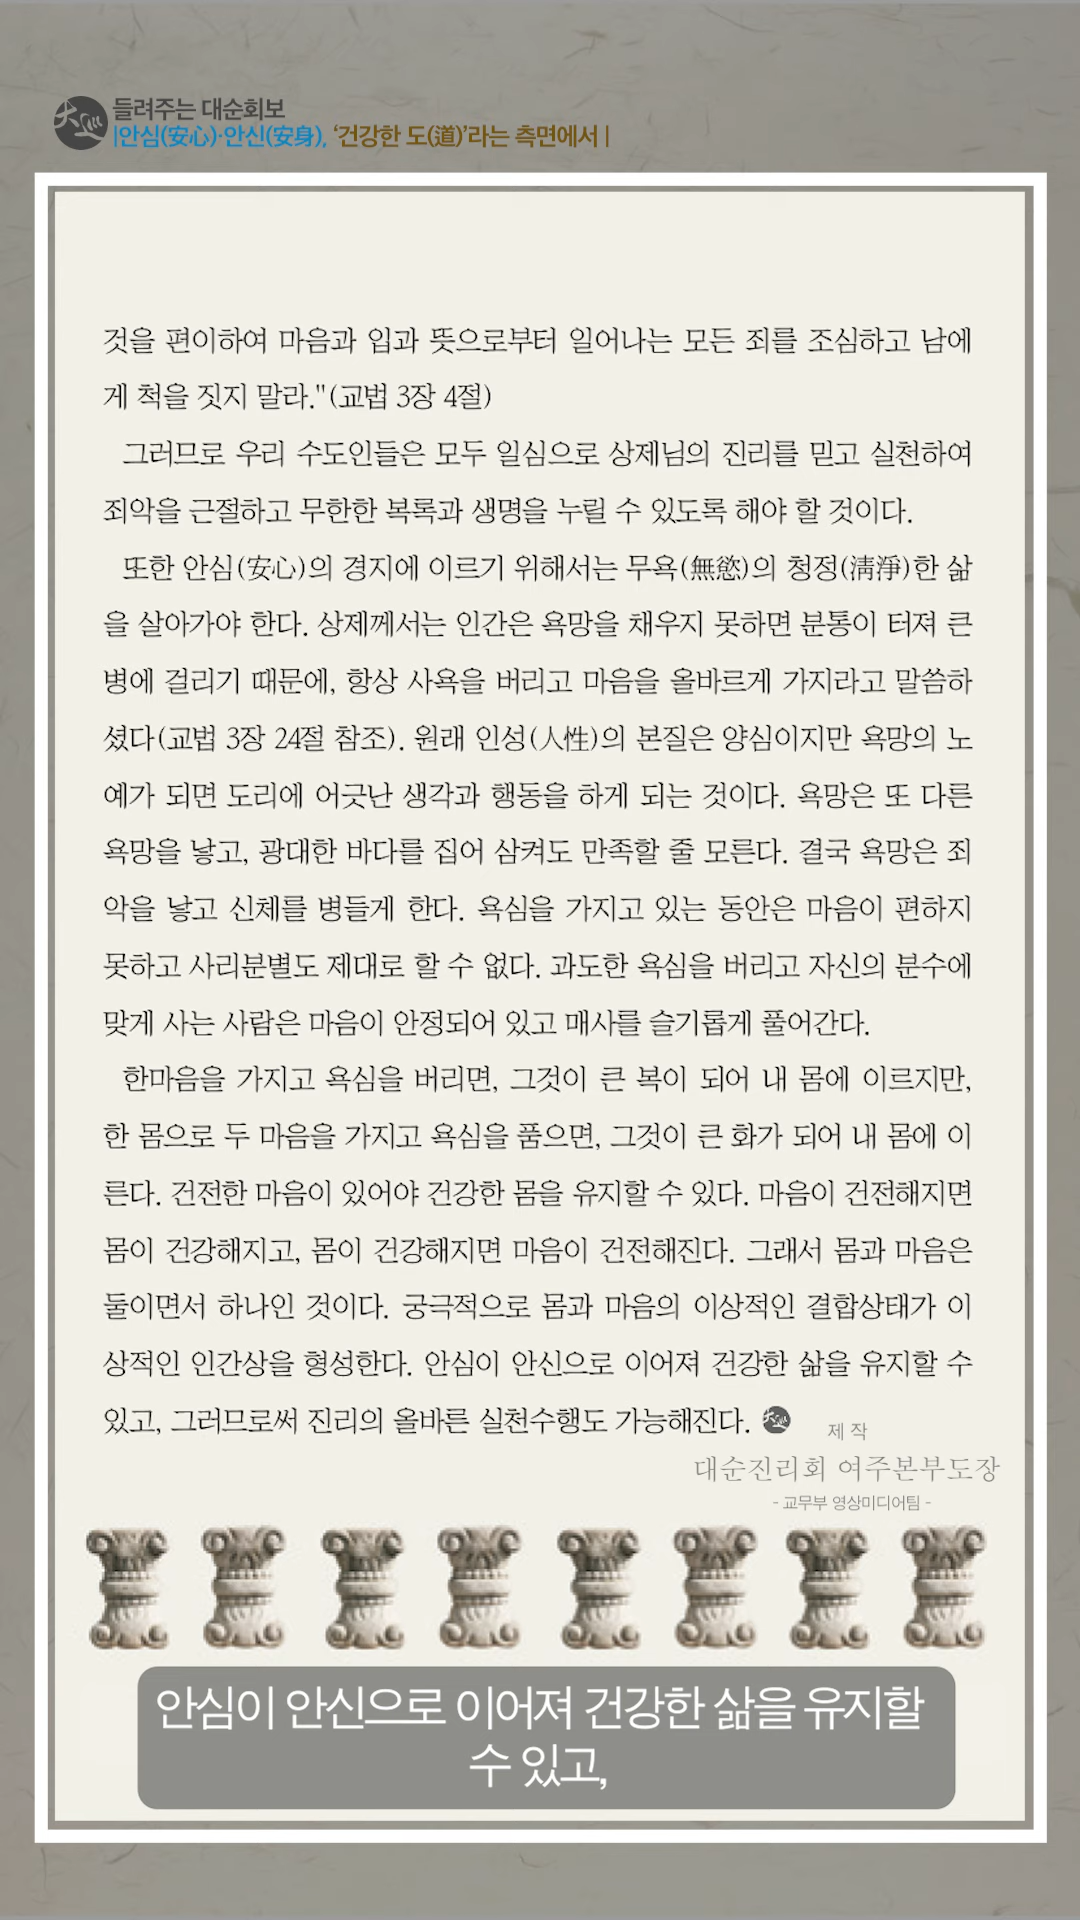 들려주는 대순회보
|안심(安心)·안신(安身), '건강한 도(道)'라는 측면에서 |
것을 편이하여 마음과 입과 뜻으로부터 일어나는 모든 죄를 조심하고 남에
게 척을 짓지 말라."(교법 3장 4절)
그러므로 우리 수도인들은 모두 일심으로 상제님의 진리를 믿고 실천하여
죄악을 근절하고 무한한 복록과 생명을 누릴 수 있도록 해야 할 것이다.
또한 안심(安心)의 경지에 이르기 위해서는 무욕(無慾)의 청정(淸淨)한 삶
을 살아가야 한다. 상제께서는 인간은 욕망을 채우지 못하면 분통이 터져 큰
병에 걸리기 때문에, 항상 사욕을 버리고 마음을 올바르게 가지라고 말씀하
셨다(교법 3장 24절 참조). 원래 인성(人性)의 본질은 양심이지만 욕망의 노
예가 되면 도리에 어긋난 생각과 행동을 하게 되는 것이다. 욕망은 또 다른
욕망을 낳고, 광대한 바다를 집어 삼켜도 만족할 줄 모른다. 결국 욕망은 죄
악을 낳고 신체를 병들게 한다. 욕심을 가지고 있는 동안은 마음이 편하지
못하고 사리분별도 제대로 할 수 없다. 과도한 욕심을 버리고 자신의 분수에
맞게 사는 사람은 마음이 안정되어 있고 매사를 슬기롭게 풀어간다.
한마음을 가지고 욕심을 버리면, 그것이 큰 복이 되어 내 몸에 이르지만,
한 몸으로 두 마음을 가지고 욕심을 품으면, 그것이 큰 화가 되어 내 몸에 이
른다. 건전한 마음이 있어야 건강한 몸을 유지할 수 있다. 마음이 건전해지면
몸이 건강해지고, 몸이 건강해지면 마음이 건전해진다. 그래서 몸과 마음은
둘이면서 하나인 것이다. 궁극적으로 몸과 마음의 이상적인 결합상태가 이
상적인 인간상을 형성한다. 안심이 안신으로 이어져 건강한 삶을 유지할 수
있고, 그러므로써 진리의 올바른 실천수행도 가능해진다.
제 작
대순진리회 여주본부도장
- 교무부 영상미디어팀 -
안심이 안신으로 이어져 건강한 삶을 유지할
수 있고,